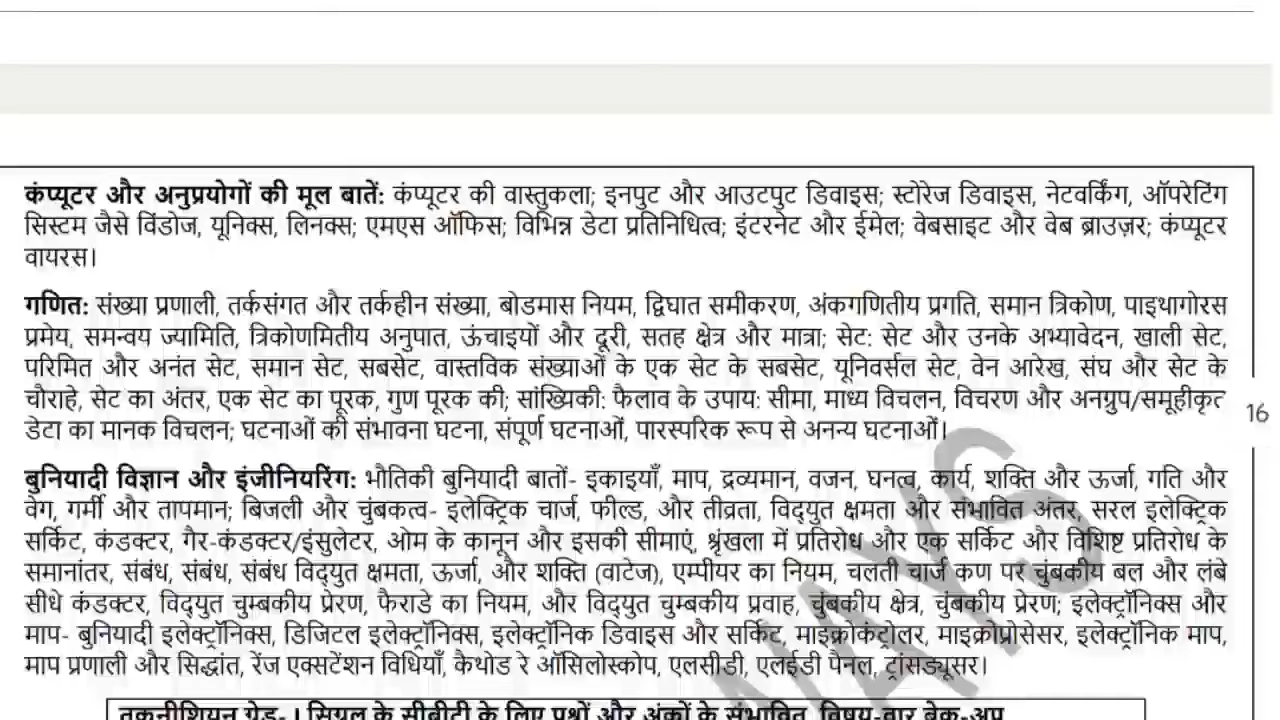 कंप्यूटर और अनुप्रयोगों की मूल बातें: कंप्यूटर की वास्तुकला; इनपुट और आउटपुट डिवाइस; स्टोरेज डिवाइस, नेटवर्किंग, ऑपरेटिंग
सिस्टम जैसे विंडोज, यूनिक्स, लिनक्स; एमएस ऑफिस; विभिन्न डेटा प्रतिनिधित्व; इंटरनेट और ईमेल; वेबसाइट और वेब ब्राउज़र; कंप्यूटर
वायरस।
गणित: संख्या प्रणाली, तर्कसंगत और तर्कहीन संख्या, बोडमास नियम, द्विघात समीकरण, अंकगणितीय प्रगति, समान त्रिकोण, पाइथागोरस
प्रमेय, समन्वय ज्यामिति, त्रिकोणमितीय अनुपात, ऊंचाइयों और दूरी, सतह क्षेत्र और मात्रा; सेट: सेट और उनके अभ्यावेदन, खाली सेट,
परिमित और अनंत सेट, समान सेट, सबसेट, वास्तविक संख्याओं के एक सेट के सबसेट, यूनिवर्सल सेट, वेन आरेख, संघ और सेट के
चौराहे, सेट का अंतर, एक सेट का पूरक, गुण पूरक की; सांख्यिकी: फैलाव के उपाय: सीमा, माध्य विचलन, विचरण और अनग्रुप/समूहीकृत
16
डेटा का मानक विचलन; घटनाओं की संभावना घटना, संपूर्ण घटनाओं, पारस्परिक रूप से अनन्य घटनाओं।
बुनियादी विज्ञान और इंजीनियरिंग: भौतिकी बुनियादी बातों- इकाइयाँ, माप, द्रव्यमान, वजन, घनत्व, कार्य, शक्ति और ऊर्जा, गति और
वेग, गर्मी और तापमान; बिजली और चुंबकत्व- इलेक्ट्रिक चार्ज, फील्ड, और तीव्रता, विद्युत क्षमता और संभावित अंतर, सरल इलेक्ट्रिक
सर्किट, कंडक्टर, गैर-कंडक्टर/इंसुलेटर, ओम के कानून और इसकी सीमाएं, श्रृंखला में प्रतिरोध और एक सर्किट और विशिष्ट प्रतिरोध के
समानांतर, संबंध, संबंध, संबंध विद्युत क्षमता, ऊर्जा, और शक्ति (वाटेज), एम्पीयर का नियम, चलती चार्ज कण पर चुंबकीय बल और लंबे
सीधे कंडक्टर, विद्युत चुम्बकीय प्रेरण, फैराडे का नियम, और विद्युत चुम्बकीय प्रवाह, चुंबकीय क्षेत्र, चुंबकीय प्रेरण; इलेक्ट्रॉनिक्स और
माप- बुनियादी इलेक्ट्रॉनिक्स, डिजिटल इलेक्ट्रॉनिक्स, इलेक्ट्रॉनिक डिवाइस और सर्किट, माइक्रोकंट्रोलर, माइक्रोप्रोसेसर, इलेक्ट्रॉनिक माप,
माप प्रणाली और सिद्धांत, रेंज एक्सटेंशन विधियाँ, कैथोड रे ऑसिलोस्कोप, एलसीडी, एलईडी पैनल, ट्रांसड्यूसर।
तकनीशियन ग्रेड- I सिग्नल के सीबीटी के लिए प्रश्नों और अंकों के संभावित, विषय-वार ब्रेक-अप